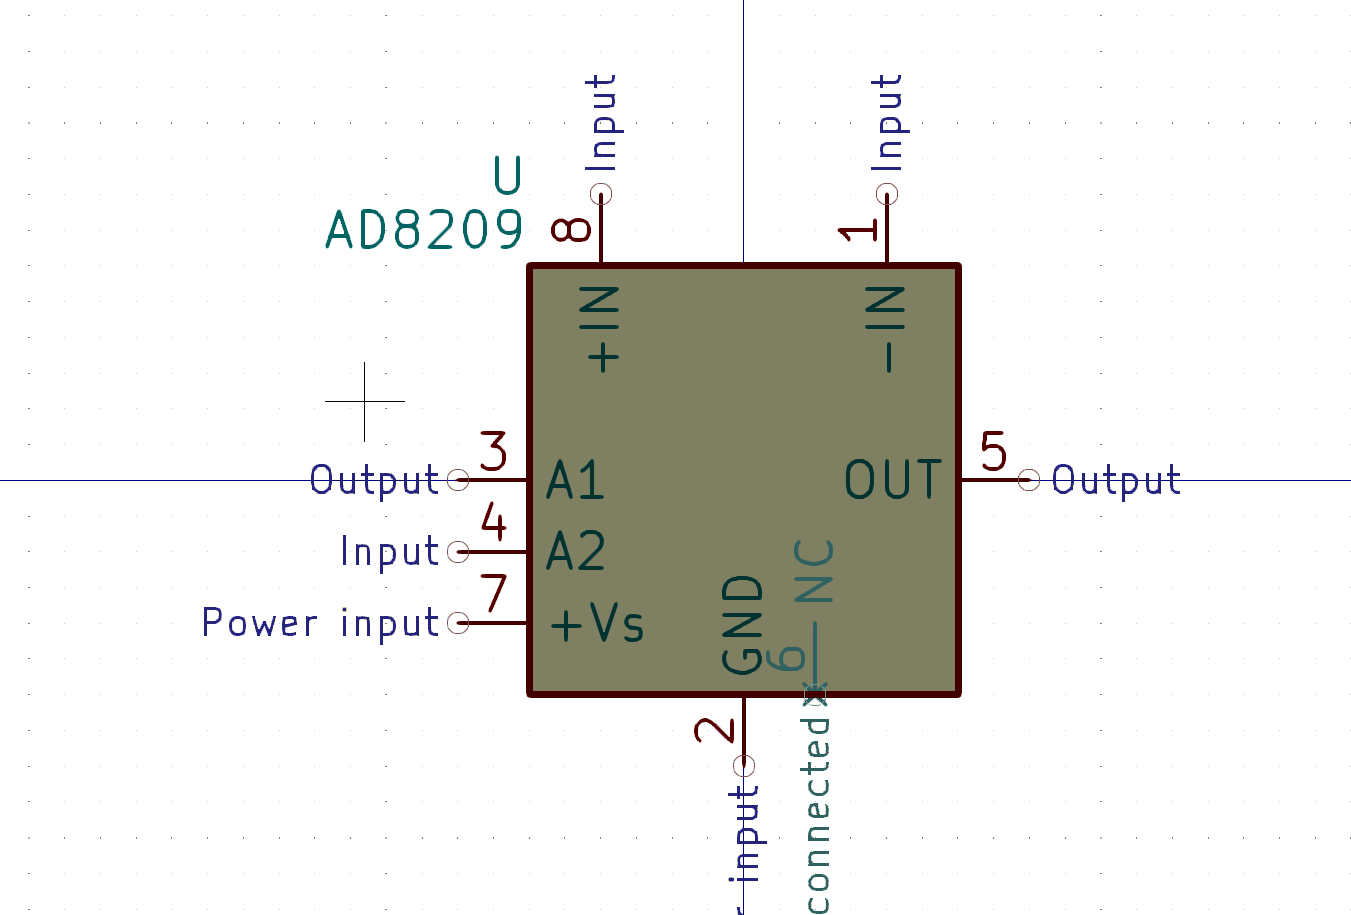 Input
Input
U
AD8209
8
1
+IN
-IN
Output
3
A1
OUT
5
Output
Input
4
A2
Power input
7
+Vs
GND
6
NC
2
input
connected